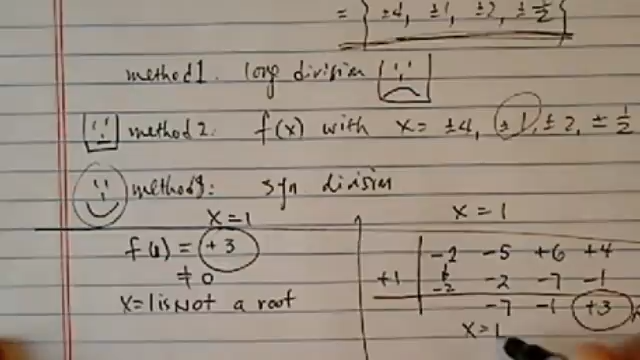 = { ±4, ±1, ±2, ±½ }
method 1. long division
method 2. f(x) with x = ±4, ±1, ±2, ±½
method 3: syn division
x=1
f(1) = +3
≠ 0
x=1 is Not a root
x = 1
-2 -5 +6 +4
+1 -2 -2 -7 -1
-7 -1 +3
x=1